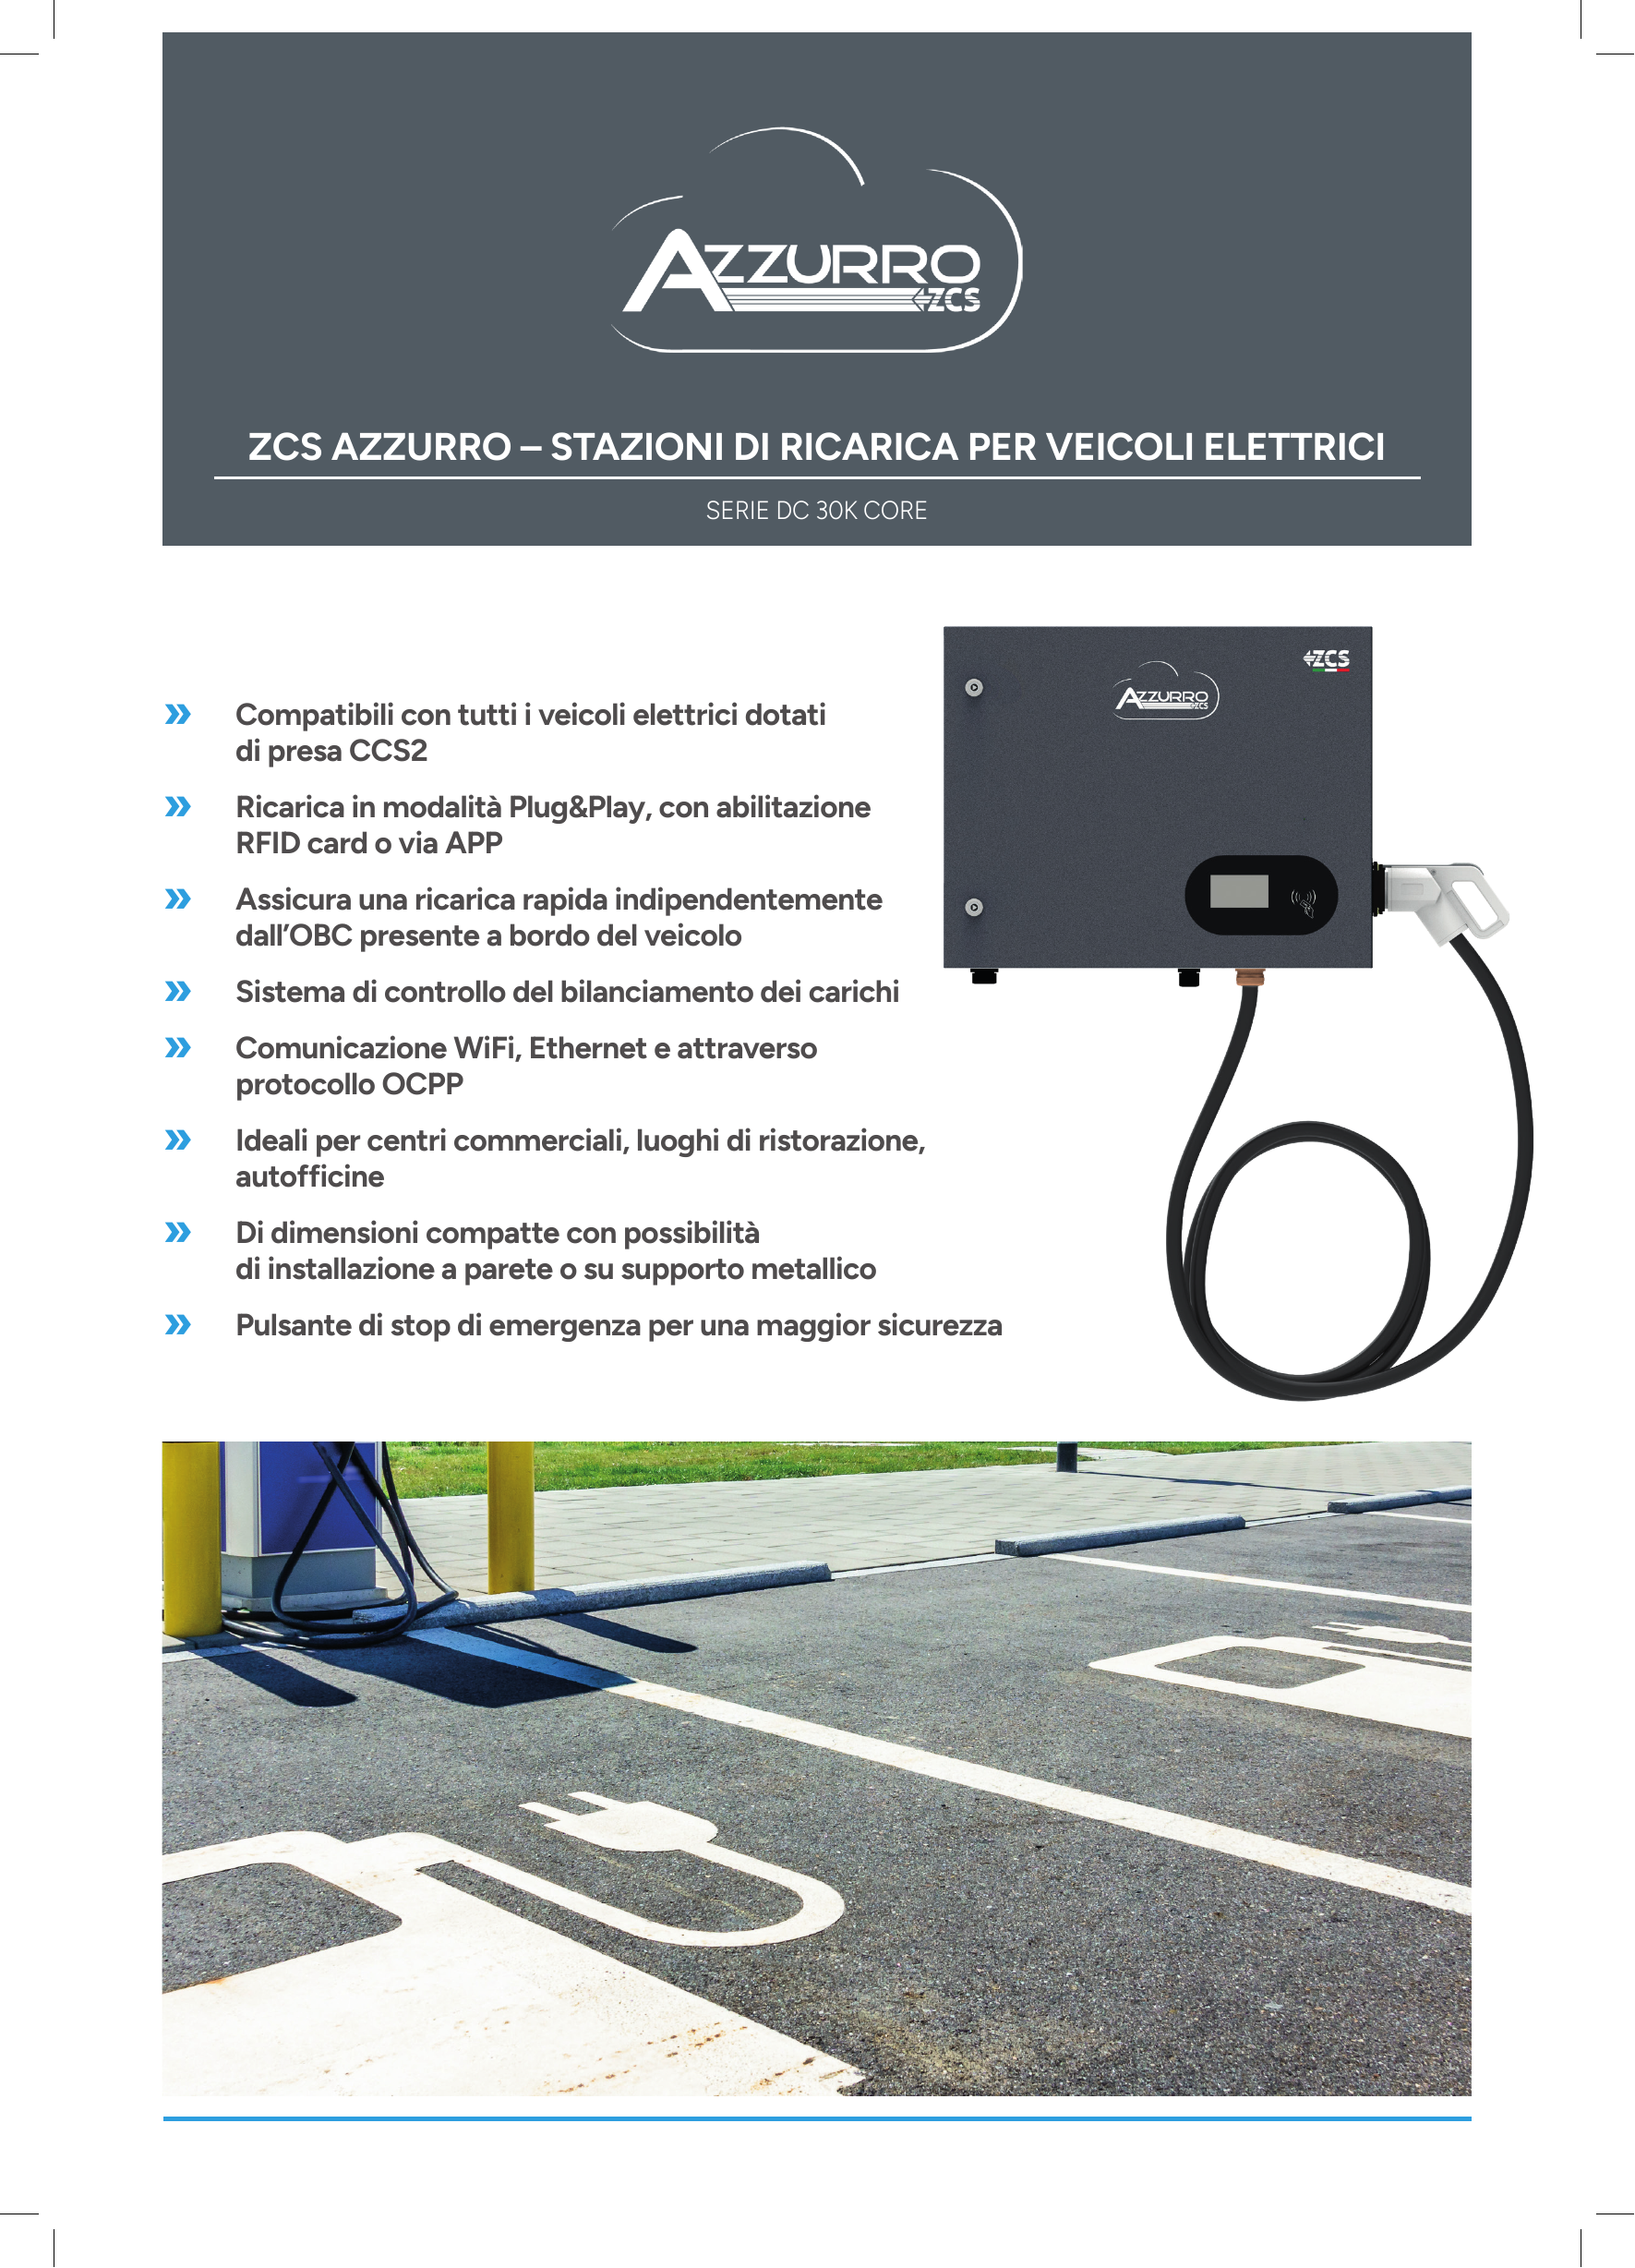 AZZURRO
ZCS
ZCS AZZURRO – STAZIONI DI RICARICA PER VEICOLI ELETTRICI
SERIE DC 30K CORE
ZCS
AZZURRO
ZCS
Compatibili con tutti i veicoli elettrici dotati
di presa CCS2
Ricarica in modalità Plug&Play, con abilitazione
RFID card o via APP
Assicura una ricarica rapida indipendentemente
dall’OBC presente a bordo del veicolo
Sistema di controllo del bilanciamento dei carichi
Comunicazione WiFi, Ethernet e attraverso
protocollo OCPP
Ideali per centri commerciali, luoghi di ristorazione,
autofficine
Di dimensioni compatte con possibilità
di installazione a parete o su supporto metallico
Pulsante di stop di emergenza per una maggior sicurezza